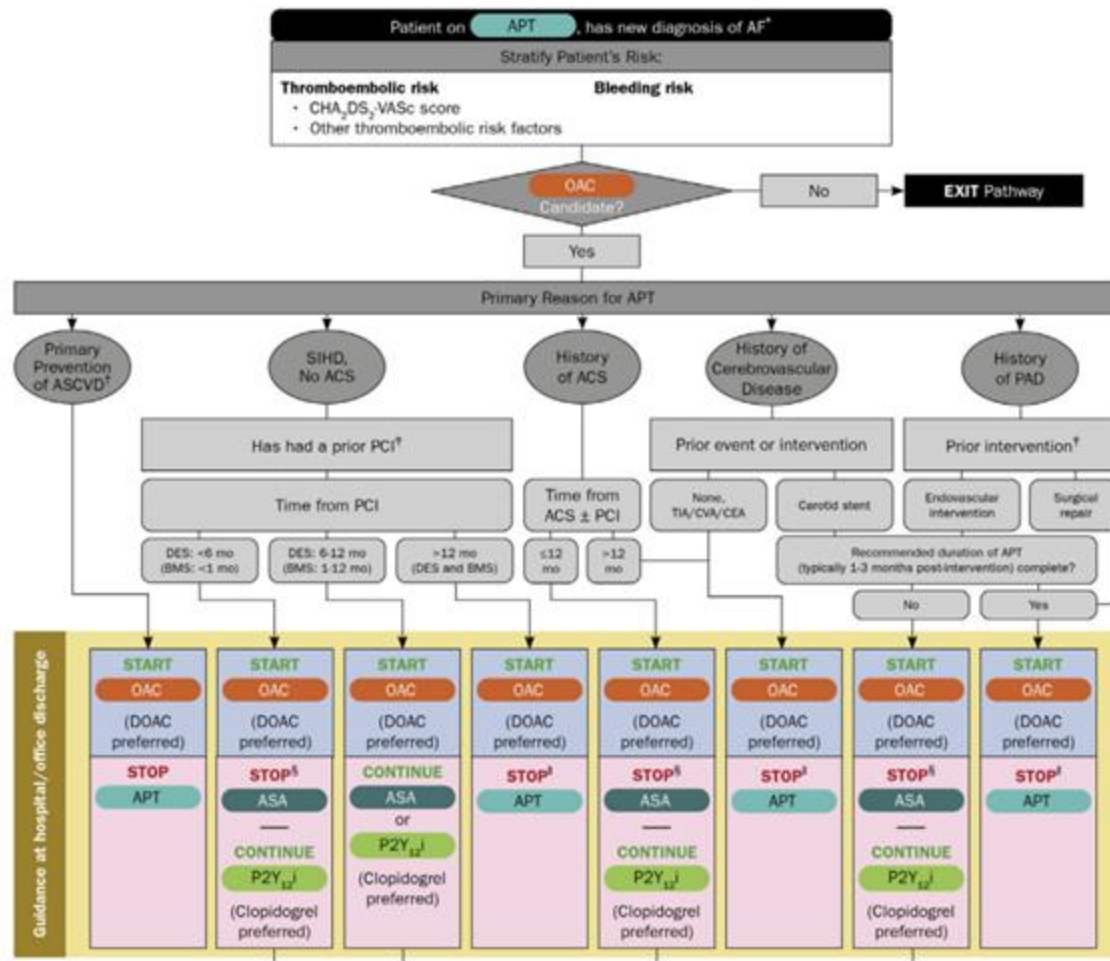 Patient on APT, has new diagnosis of AF*
Stratify Patient's Risk:
Thromboembolic risk
• CHA₂DS₂-VASc score
• Other thromboembolic risk factors
Bleeding risk
OAC
Candidate?
No
EXIT Pathway
Yes
Primary Reason for APT
Primary
Prevention
of ASCVD†
SIHD,
No ACS
History
of ACS
History of
Cerebrovascular
Disease
History
of PAD
Has had a prior PCI†
Prior event or intervention
Prior intervention†
Time from PCI
Time from
ACS ± PCI
None,
TIA/CVA/CEA
Carotid stent
Endovascular
intervention
Surgical
repair
DES: <6 mo
(BMS: <1 mo)
DES: 6-12 mo
(BMS: 1-12 mo)
>12 mo
(DES and BMS)
≤12
mo
>12
mo
Recommended duration of APT
(typically 1-3 months post-intervention) complete?
No
Yes
Guidance at hospital/office discharge
START
OAC
(DOAC
preferred)
STOP
APT
START
OAC
(DOAC
preferred)
STOP§
ASA
—
CONTINUE
P2Y₁₂i
(Clopidogrel
preferred)
START
OAC
(DOAC
preferred)
CONTINUE
ASA
or
P2Y₁₂i
(Clopidogrel
preferred)
START
OAC
(DOAC
preferred)
STOP‡
APT
START
OAC
(DOAC
preferred)
STOP§
ASA
—
CONTINUE
P2Y₁₂i
(Clopidogrel
preferred)
START
OAC
(DOAC
preferred)
STOP‡
APT
START
OAC
(DOAC
preferred)
STOP§
ASA
—
CONTINUE
P2Y₁₂i
(Clopidogrel
preferred)
START
OAC
(DOAC
preferred)
STOP‡
APT